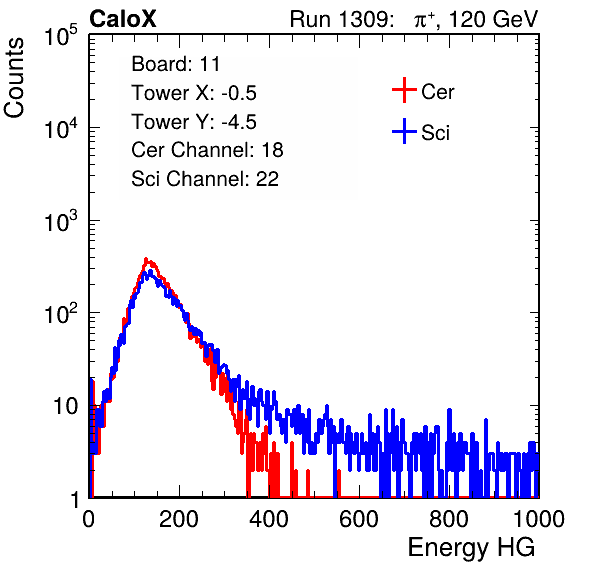 CaloX Run 1309: π⁺, 120 GeV
Counts
Board: 11
Tower X: -0.5
Tower Y: -4.5
Cer Channel: 18
Sci Channel: 22
Cer
Sci
10⁵
10⁴
10³
10²
10
1
0 200 400 600 800 1000
Energy HG